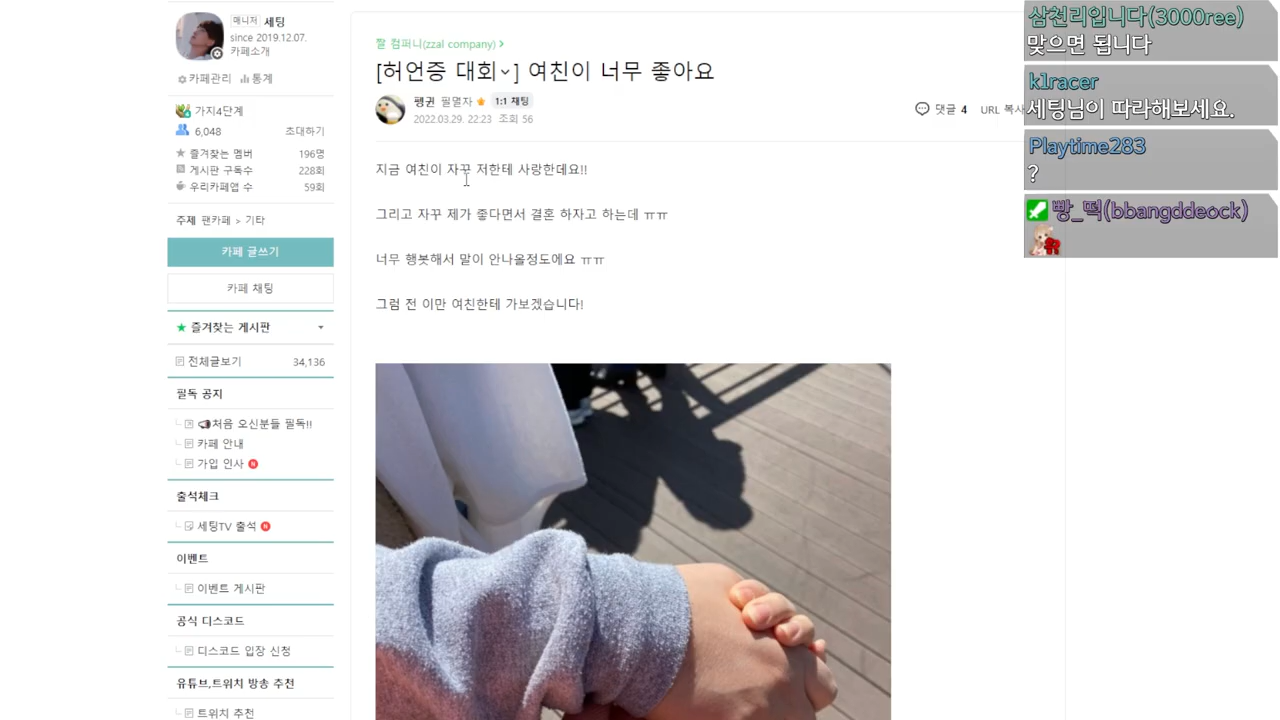 매니저 세팅
since 2019.12.07.
카페소개
카페관리 통계
가지4단계
6,048 초대하기
즐겨찾는 멤버 196명
게시판 구독수 228회
우리카페앱 수 59회
주제 팬카페 > 기타
카페 글쓰기
카페 채팅
즐겨찾는 게시판
전체글보기 34,136
필독 공지
처음 오신분들 필독!!
카페 안내
가입 인사 N
출석체크
세팅TV 출석 N
이벤트
이벤트 게시판
공식 디스코드
디스코드 입장 신청
유튜브,트위치 방송 추천
트위치 추천
짤 컴퍼니(zzal company) >
[허언증 대회~] 여친이 너무 좋아요
펭귄 필멸자 1:1 채팅
2022.03.29. 22:23 조회 56
댓글 4 URL 복사
지금 여친이 자꾸 저한테 사랑한데요!!
그리고 자꾸 제가 좋다면서 결혼 하자고 하는데 ㅠㅠ
너무 행봇해서 말이 안나올정도에요 ㅠㅠ
그럼 전 이만 여친한테 가보겠습니다!
삼천리입니다(3000ree)
맞으면 됩니다
k1racer
세팅님이 따라해보세요.
Playtime283
?
빵_떡(bbangddeock)